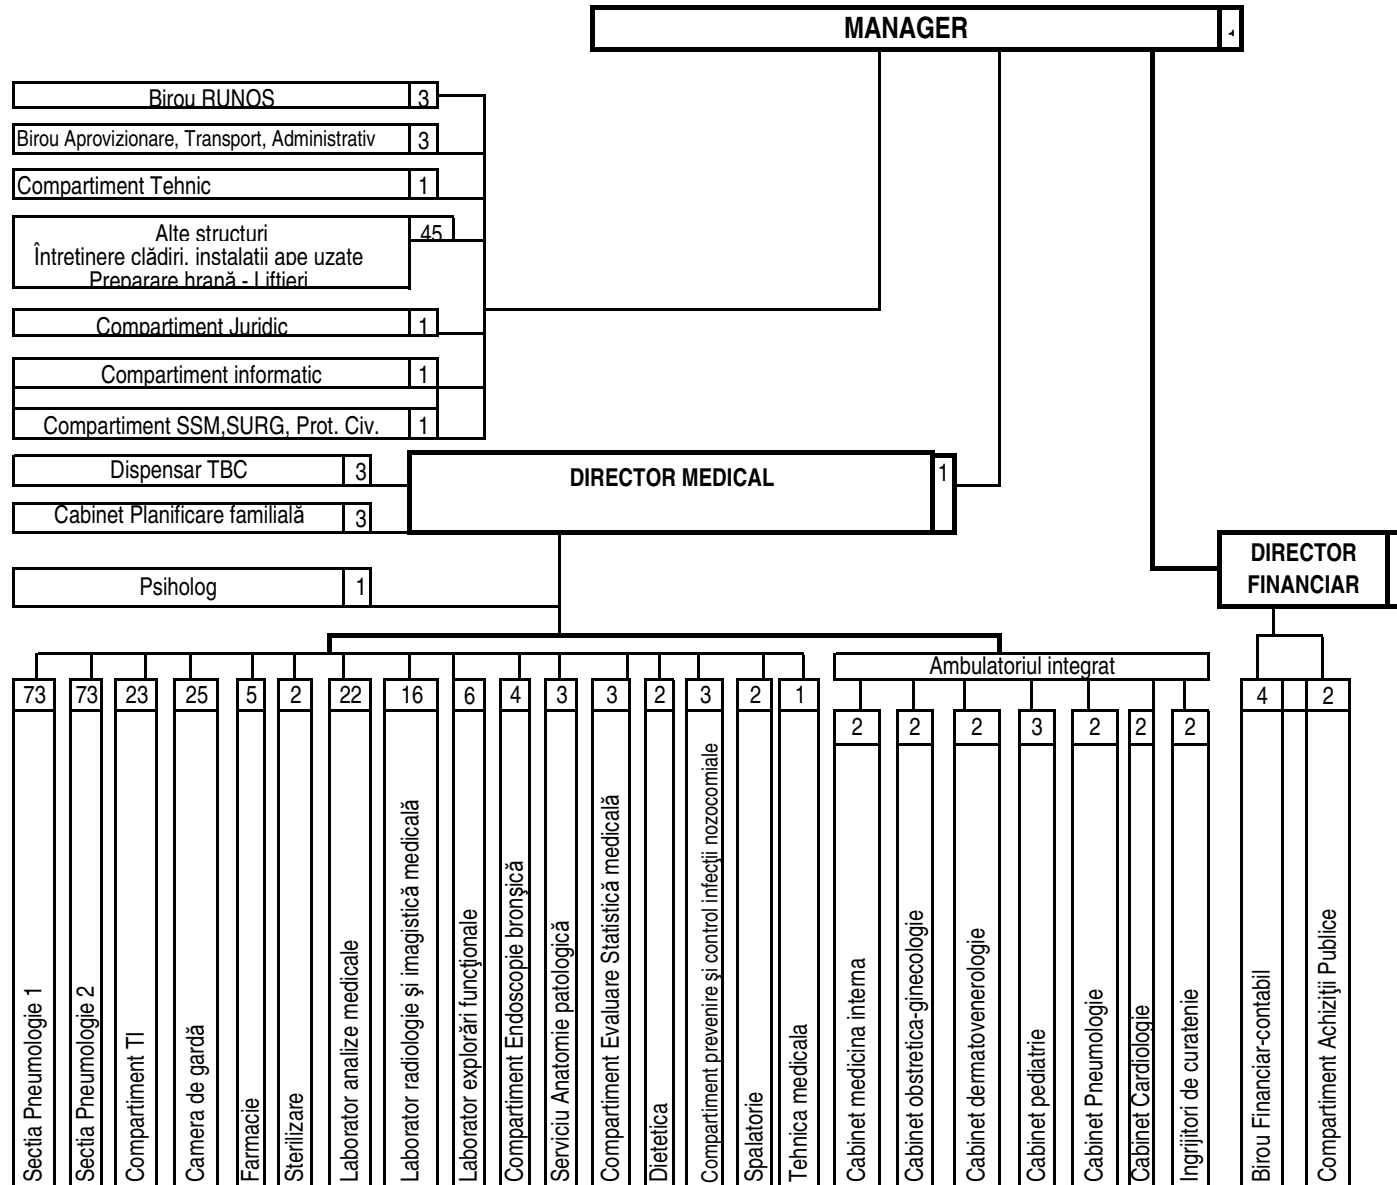 MANAGER
Birou RUNOS 3
Birou Aprovizionare, Transport, Administrativ 3
Compartiment Tehnic 1
Alte structuri 45
Întretinere clădiri, instalatii ape uzate
Preparare hrană - Liftieri
Compartiment Juridic 1
Compartiment informatic 1
Compartiment SSM,SURG, Prot. Civ. 1
Dispensar TBC 3
DIRECTOR MEDICAL 1
Cabinet Planificare familială 3
DIRECTOR
FINANCIAR
Psiholog 1
Ambulatoriul integrat
73 73 23 25 5 2 22 16 6 4 3 3 2 3 2 1 4 2
2 2 2 3 2 2 2
Sectia Pneumologie 1
Sectia Pneumologie 2
Compartiment TI
Camera de gardă
Farmacie
Sterilizare
Laborator analize medicale
Laborator radiologie şi imagistică medicală
Laborator explorări funcţionale
Compartiment Endoscopie bronşică
Serviciu Anatomie patologică
Compartiment Evaluare Statistică medicală
Dietetica
Compartiment prevenire şi control infecţii nozocomiale
Spalatorie
Tehnica medicala
Cabinet medicina interna
Cabinet obstretica-ginecologie
Cabinet dermatovenerologie
Cabinet pediatrie
Cabinet Pneumologie
Cabinet Cardiologie
Ingrijitori de curatenie
Birou Financiar-contabil
Compartiment Achiziţii Publice